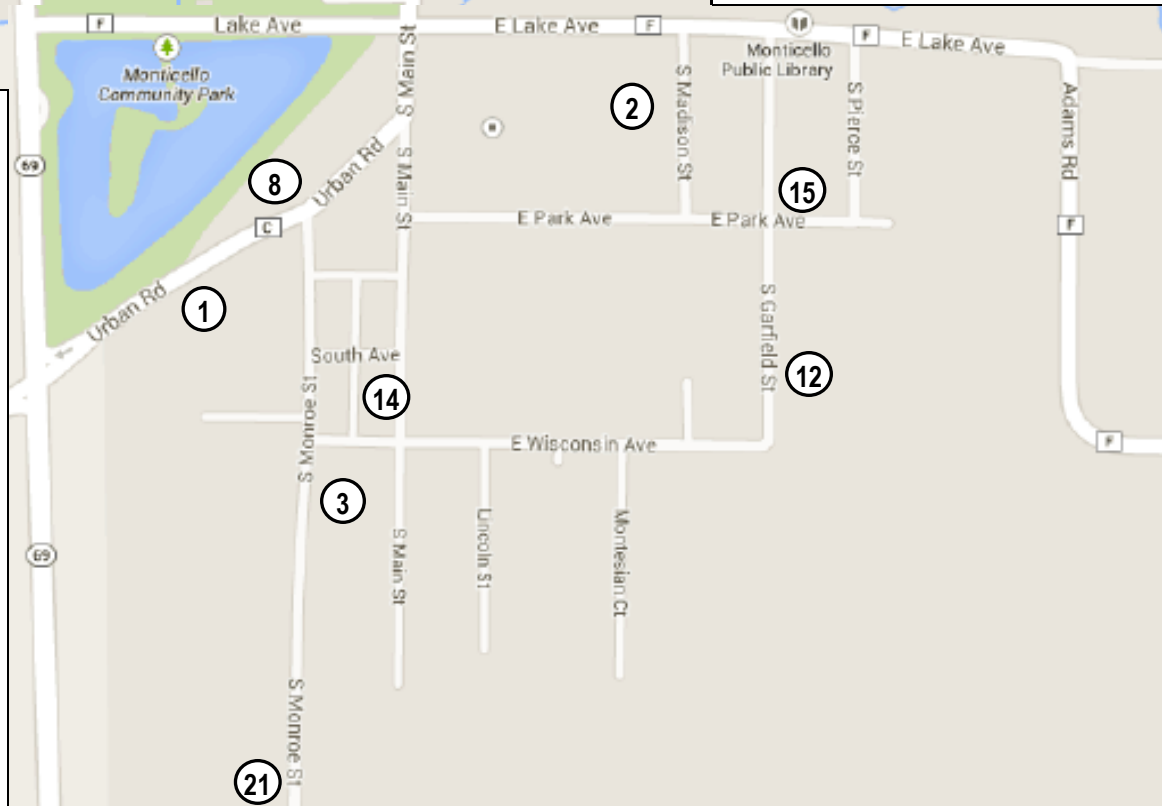 F
Lake Ave
E Lake Ave
F
F
E Lake Ave
Monticello
Community Park
S Main St
Monticello
Public Library
S Madison St
S Pierce St
Adams Rd
2
69
8
Urban Rd
S Main St
15
C
E Park Ave
E Park Ave
F
1
Urban Rd
S Garfield St
South Ave
12
14
S Monroe St
E Wisconsin Ave
F
3
69
S Main St
Lincoln St
Montesian Ct
S Monroe St
21